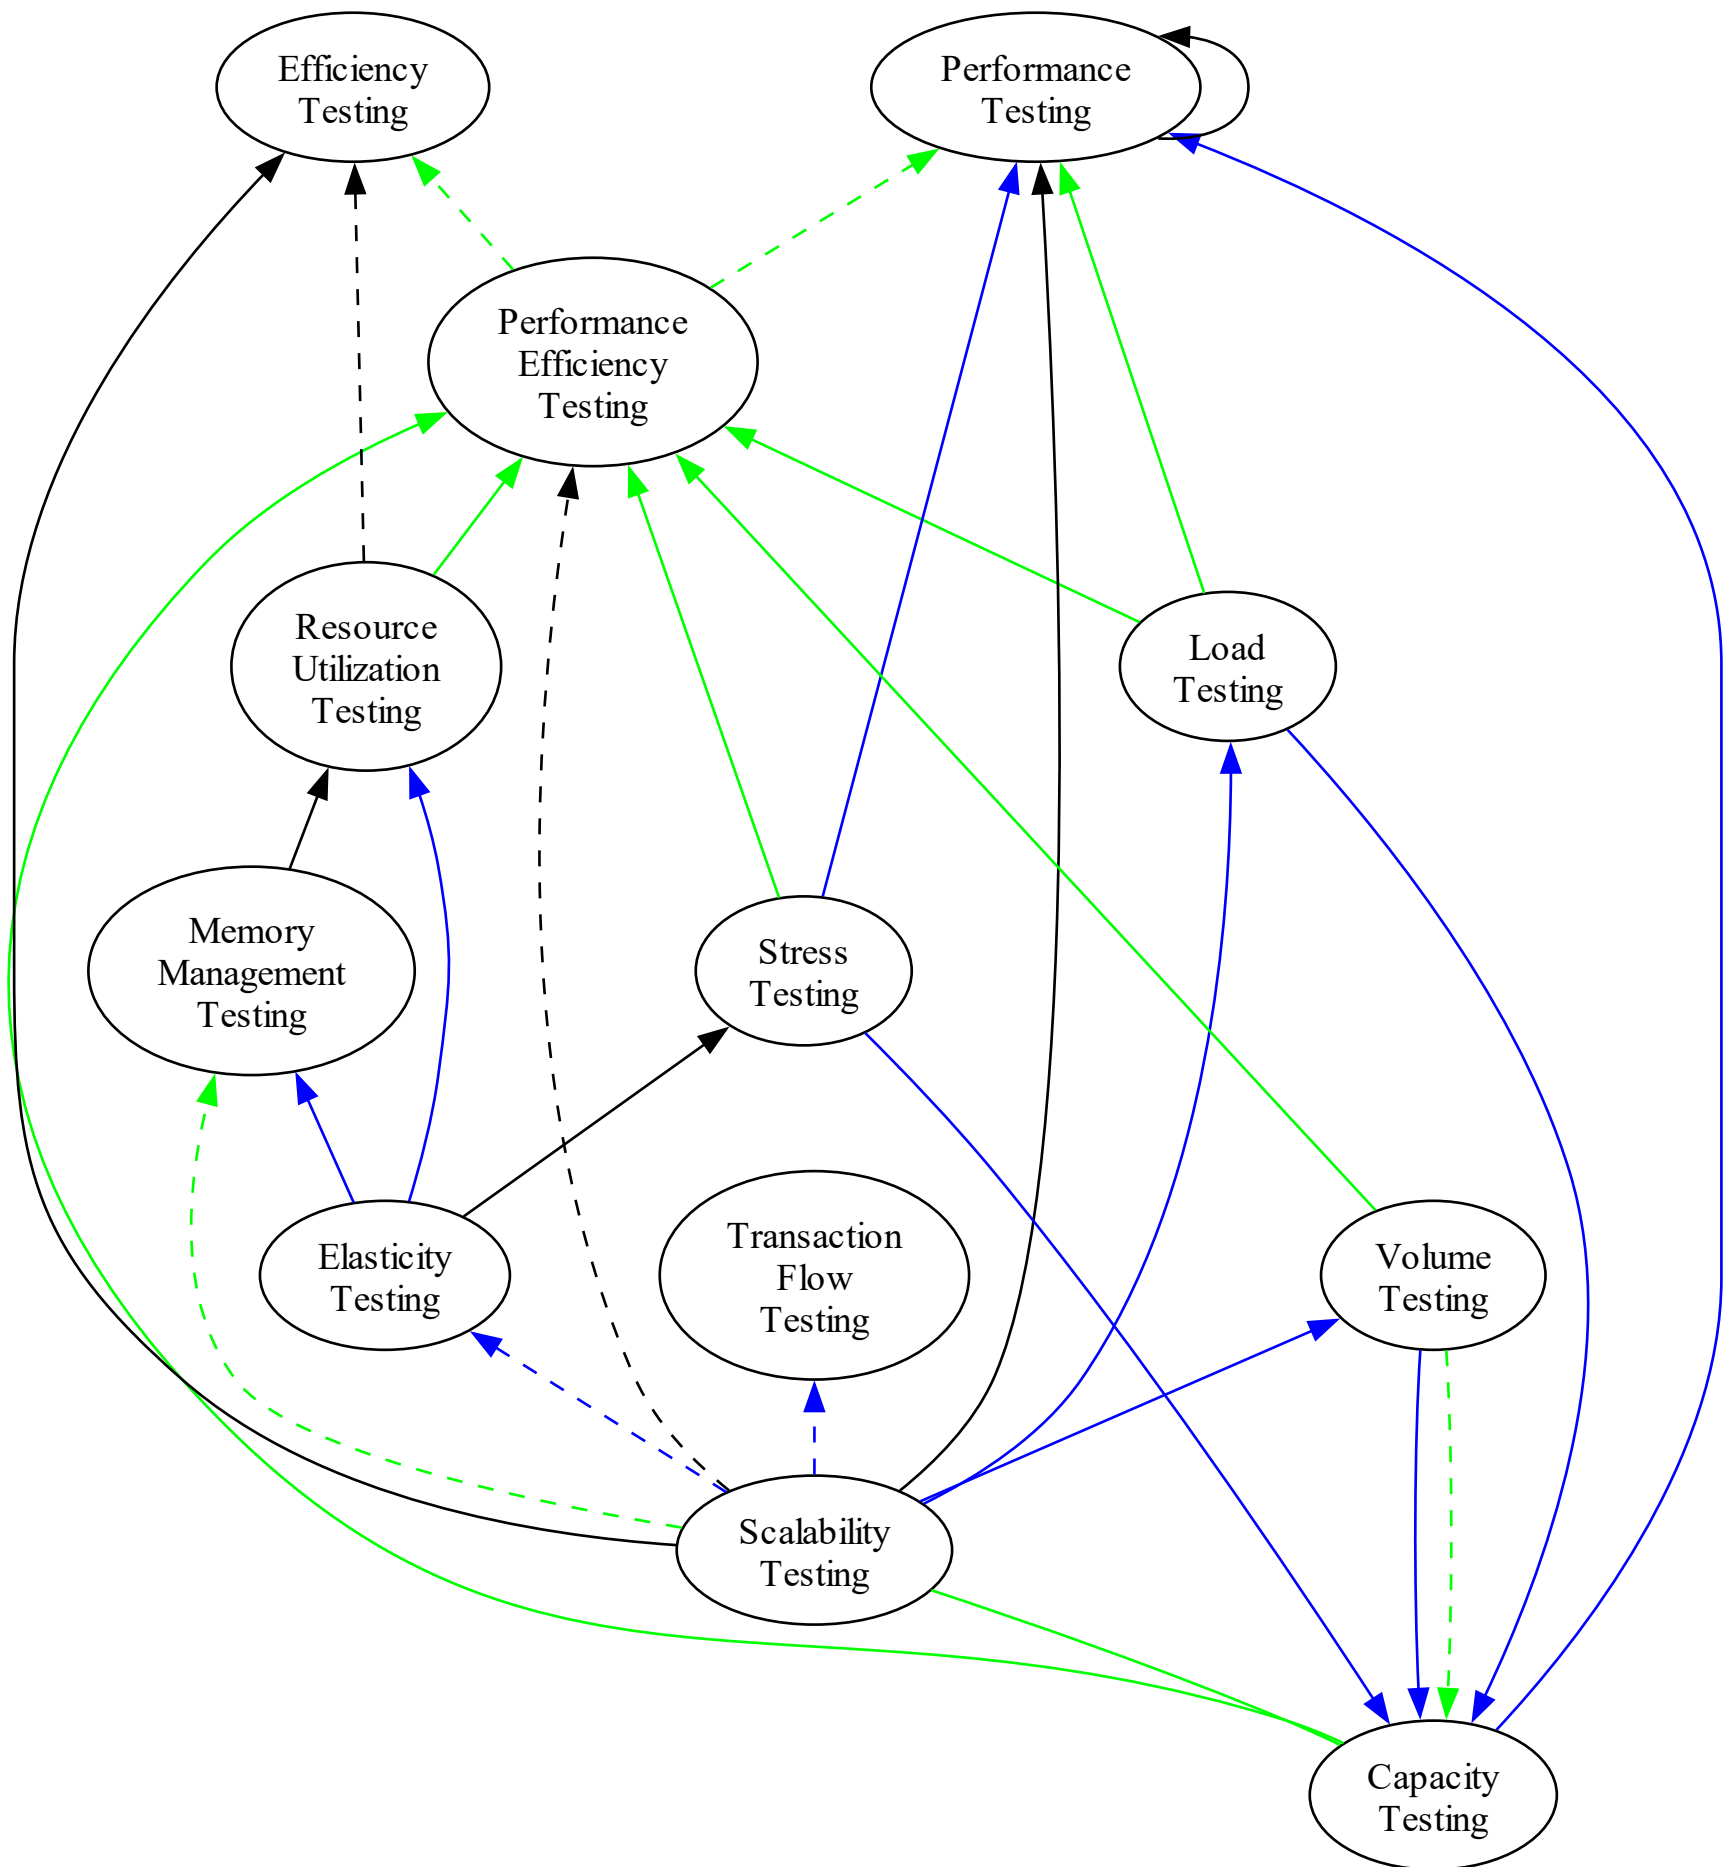 Efficiency
Testing
Performance
Testing
Performance
Efficiency
Testing
Resource
Utilization
Testing
Load
Testing
Memory
Management
Testing
Stress
Testing
Elasticity
Testing
Transaction
Flow
Testing
Volume
Testing
Scalability
Testing
Capacity
Testing